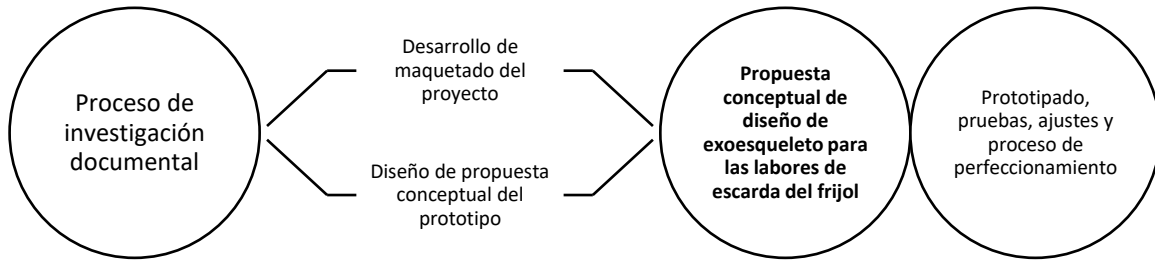 Proceso de
investigación
documental
Desarrollo de
maquetado del
proyecto
Diseño de propuesta
conceptual del
prototipo
Propuesta
conceptual de
diseño de
exoesqueleto para
las labores de
escarda del frijol
Prototipado,
pruebas, ajustes y
proceso de
perfeccionamiento